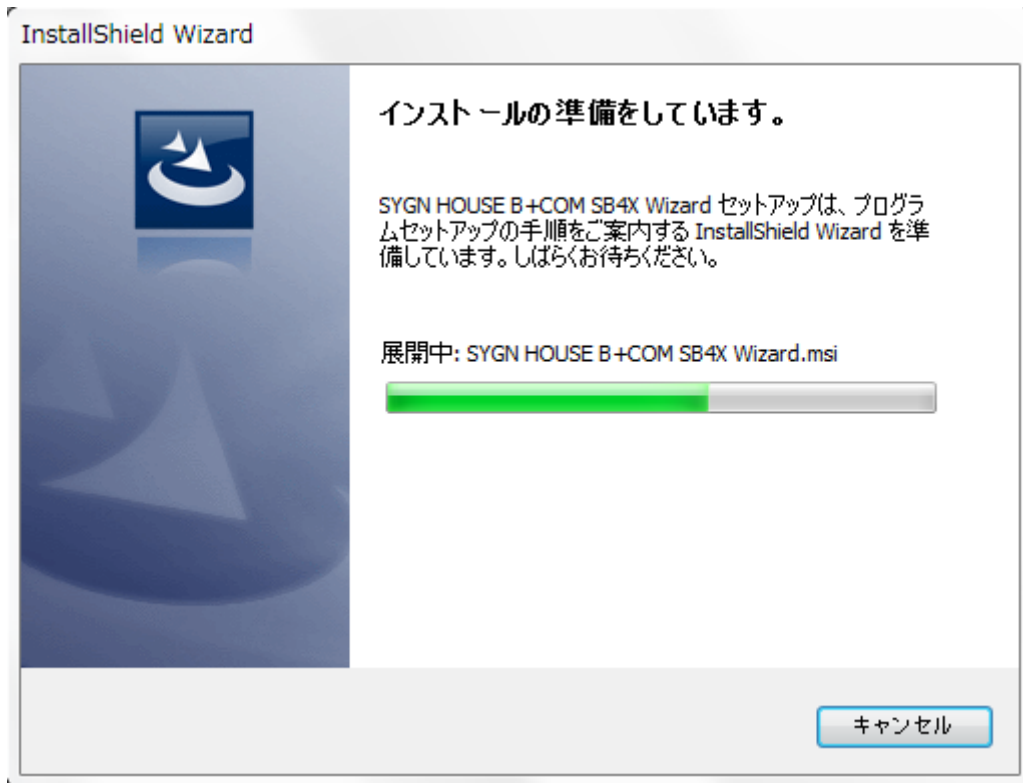 InstallShield Wizard
インストールの準備をしています。
SYGN HOUSE B+COM SB4X Wizard セットアップは、プログラ
ムセットアップの手順をご案内する InstallShield Wizard を準
備しています。しばらくお待ちください。
展開中: SYGN HOUSE B+COM SB4X Wizard.msi
キャンセル